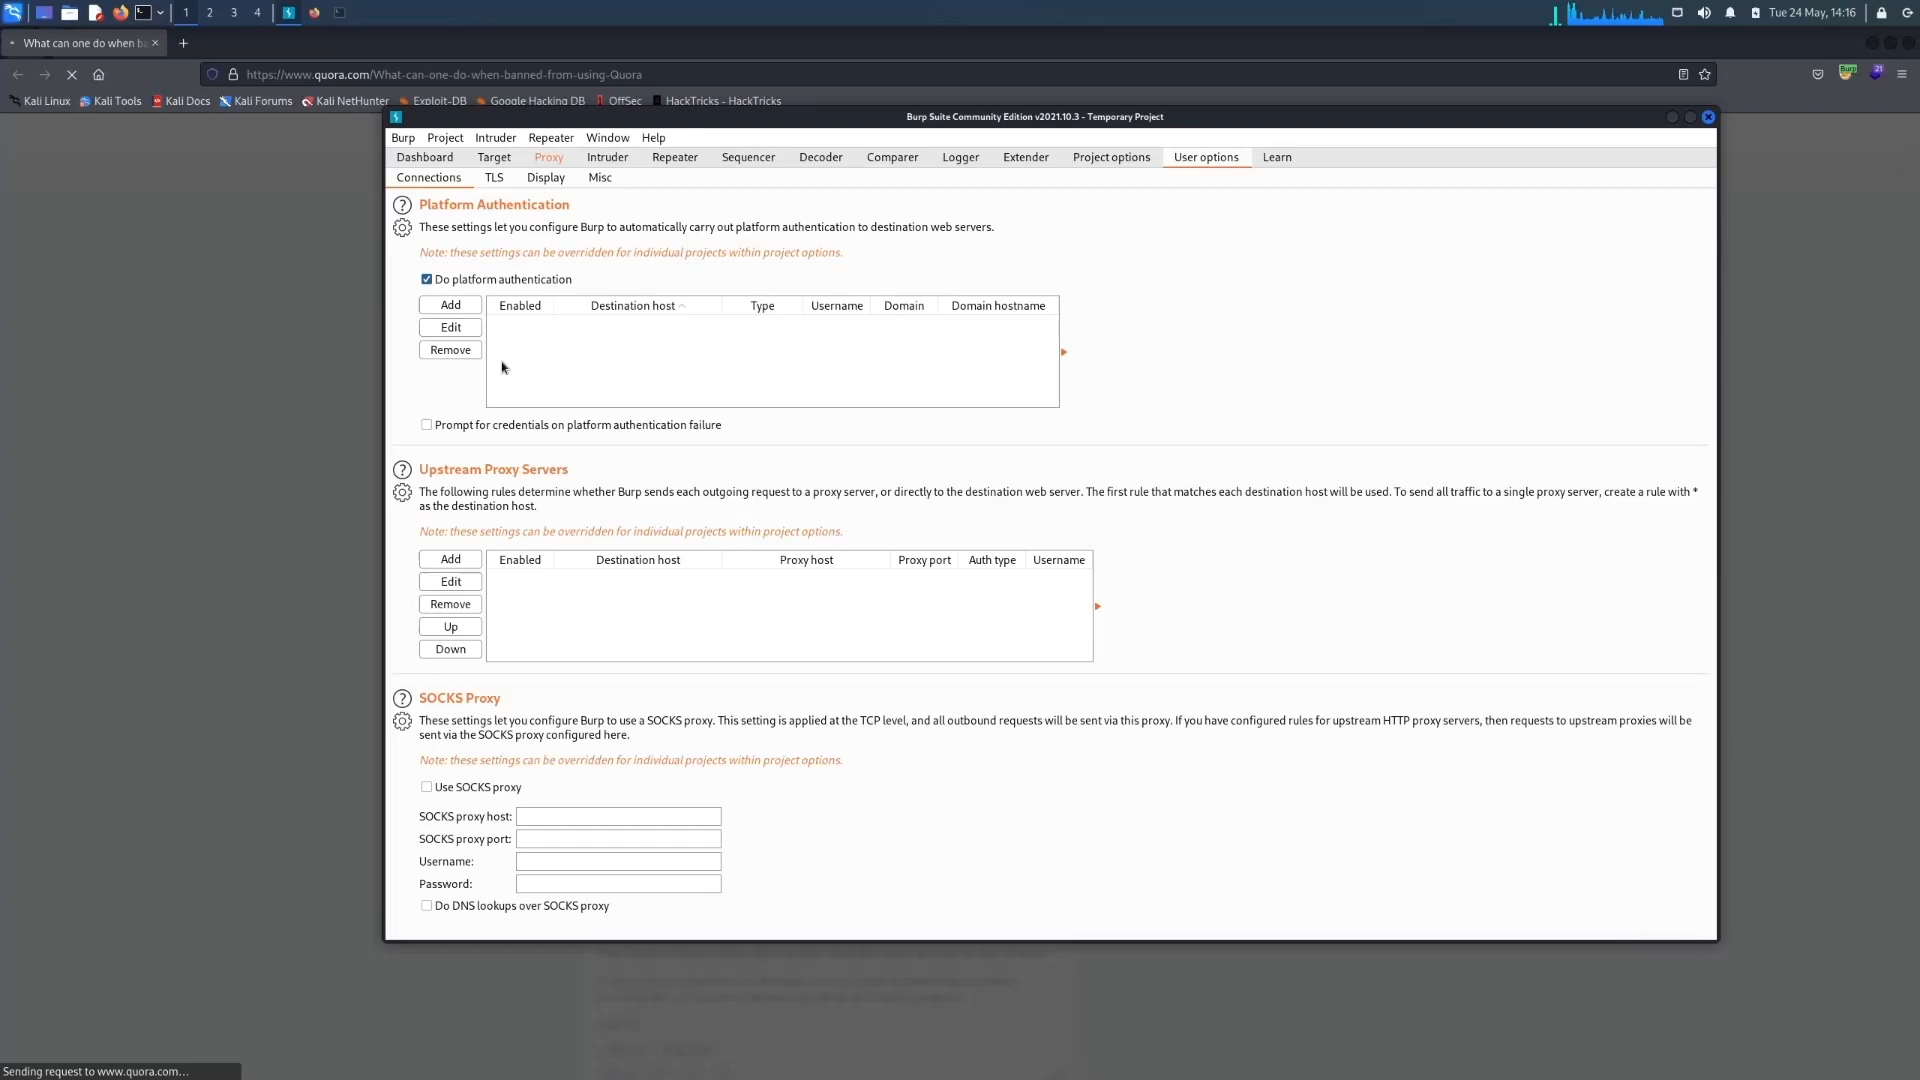 1 2 3 4
Tue 24 May, 14:16
What can one do when ba
https://www.quora.com/What-can-one-do-when-banned-from-using-Quora
Burp
21
Kali Linux Kali Tools Kali Docs Kali Forums Kali NetHunter Exploit-DB Google Hacking DB OffSec HackTricks - HackTricks
Burp Suite Community Edition v2021.10.3 - Temporary Project
Burp Project Intruder Repeater Window Help
Dashboard Target Proxy Intruder Repeater Sequencer Decoder Comparer Logger Extender Project options User options Learn
Connections TLS Display Misc
Platform Authentication
These settings let you configure Burp to automatically carry out platform authentication to destination web servers.
Note: these settings can be overridden for individual projects within project options.
Do platform authentication
Add Enabled Destination host Type Username Domain Domain hostname
Edit
Remove
Prompt for credentials on platform authentication failure
Upstream Proxy Servers
The following rules determine whether Burp sends each outgoing request to a proxy server, or directly to the destination web server. The first rule that matches each destination host will be used. To send all traffic to a single proxy server, create a rule with *
as the destination host.
Note: these settings can be overridden for individual projects within project options.
Add Enabled Destination host Proxy host Proxy port Auth type Username
Edit
Remove
Up
Down
SOCKS Proxy
These settings let you configure Burp to use a SOCKS proxy. This setting is applied at the TCP level, and all outbound requests will be sent via this proxy. If you have configured rules for upstream HTTP proxy servers, then requests to upstream proxies will be
sent via the SOCKS proxy configured here.
Note: these settings can be overridden for individual projects within project options.
Use SOCKS proxy
SOCKS proxy host:
SOCKS proxy port:
Username:
Password:
Do DNS lookups over SOCKS proxy
Sending request to www.quora.com...